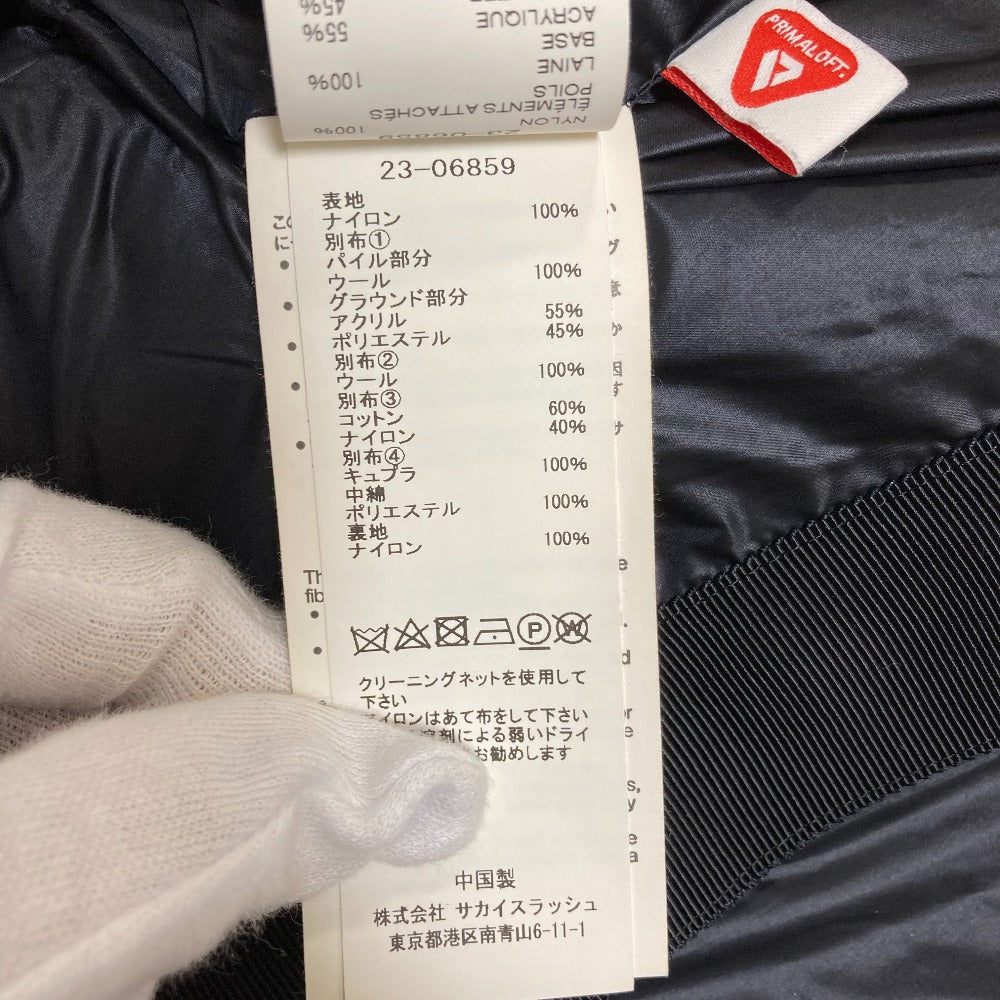 45%
ACRYLIQUE 55%
BASE
LAINE 100%
POILS
ÉLÉMENTS ATTACHÉS
NYLON 100%
PRIMALOFT.
23-06859
表地
ナイロン 100%
別布①
パイル部分
ウール 100%
グラウンド部分
アクリル 55%
ポリエステル 45%
別布②
ウール 100%
別布③
コットン 60%
ナイロン 40%
別布④
キュプラ 100%
中綿
ポリエステル 100%
裏地
ナイロン 100%
クリーニングネットを使用して
下さい
アイロンはあて布をして下さい
溶剤による弱いドライ
お勧めします
中国製
株式会社 サカイスラッシュ
東京都港区南青山6-11-1